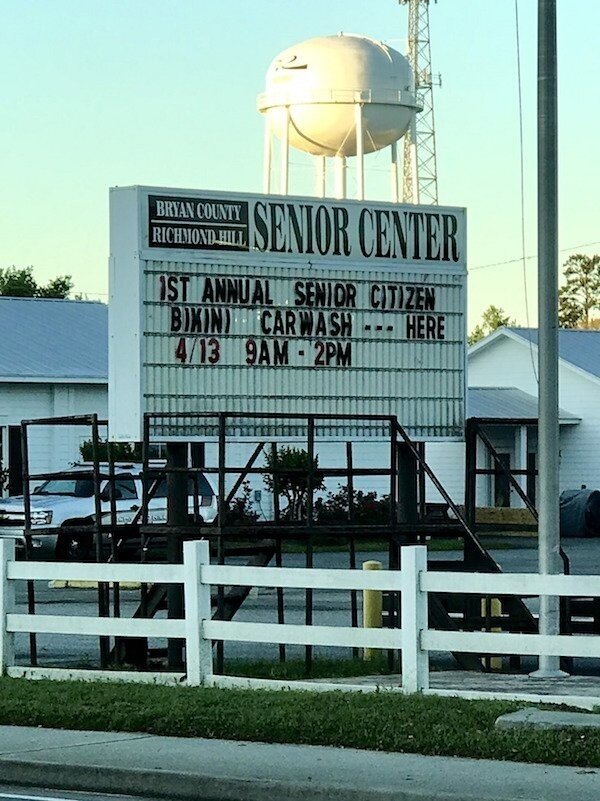 BRYAN COUNTY
RICHMOND HILL
SENIOR CENTER
1ST ANNUAL SENIOR CITIZEN
BIKINI CARWASH --- HERE
4/13 9AM - 2PM